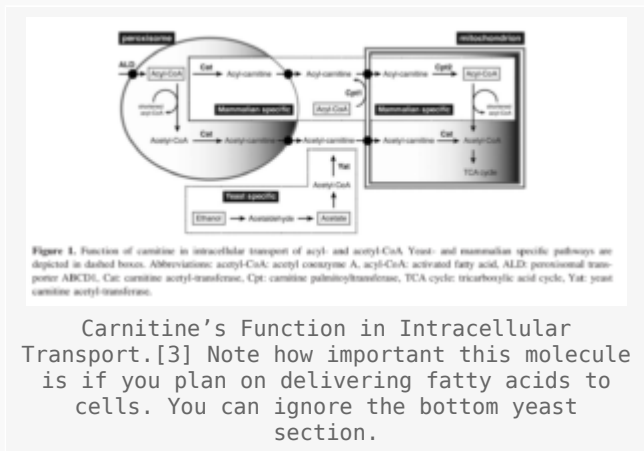 peroxisome mitochondrion
ALD Cat Cpt2
Acyl-CoA Acyl-carnitine Acyl-carnitine Acyl-carnitine Acyl-CoA
Cpt1
shortened acyl-CoA Mammalian specific Acyl-CoA Mammalian specific shortened acyl-CoA
Cat Cat
Acetyl-CoA Acetyl-carnitine Acetyl-carnitine Acetyl-carnitine Acetyl-CoA
Yat
TCA cycle
Acetyl-CoA
Yeast specific
Ethanol Acetaldehyde Acetate
Figure 1. Function of carnitine in intracellular transport of acyl- and acetyl-CoA Yeast- and mammalian specific pathways are
depicted in dashed boxes. Abbreviations: acetyl-CoA: acetyl coenzyme A, acyl-CoA: activated fatty acid, ALD: peroxisomal trans-
porter ABCD1, Cat: carnitine acetyl-transferase, Cpt: carnitine palmitoyltransferase, TCA cycle: tricarboxylic acid cycle, Yat: yeast
carnitine acetyl-transferase.
Carnitine’s Function in Intracellular
Transport.[3] Note how important this molecule
is if you plan on delivering fatty acids to
cells. You can ignore the bottom yeast
section.